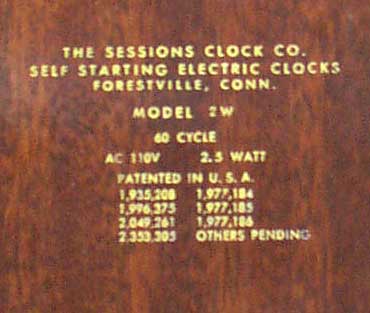 THE SESSIONS CLOCK CO.
SELF STARTING ELECTRIC CLOCKS
FORESTVILLE, CONN.
MODEL 2W
60 CYCLE
AC 110V 2.5 WATT
PATENTED IN U.S.A.
1,935,208 1,977,184
1,996,375 1,977,185
2,049,261 1,977,186
2,353,305 OTHERS PENDING